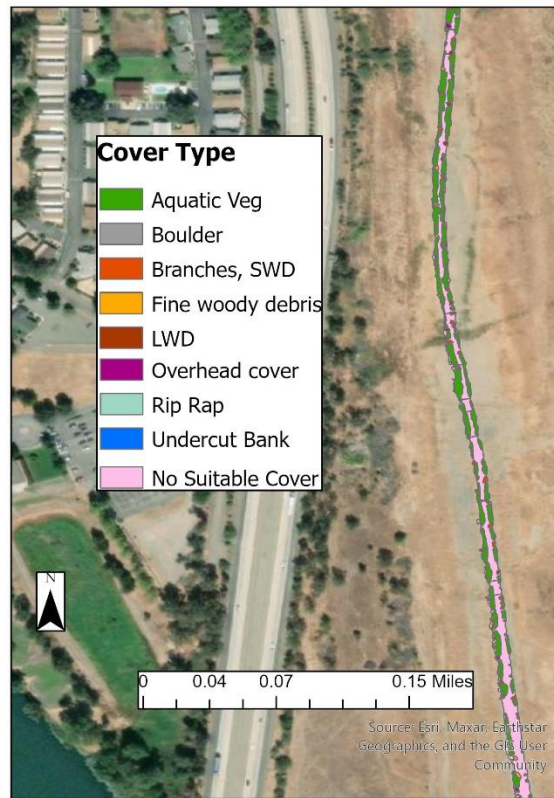 Cover Type
Aquatic Veg
Boulder
Branches, SWD
Fine woody debris
LWD
Overhead cover
Rip Rap
Undercut Bank
No Suitable Cover
N
0 0.04 0.07 0.15 Miles
Source: Esri, Maxar, Earthstar
Geographics, and the GIS User
Community